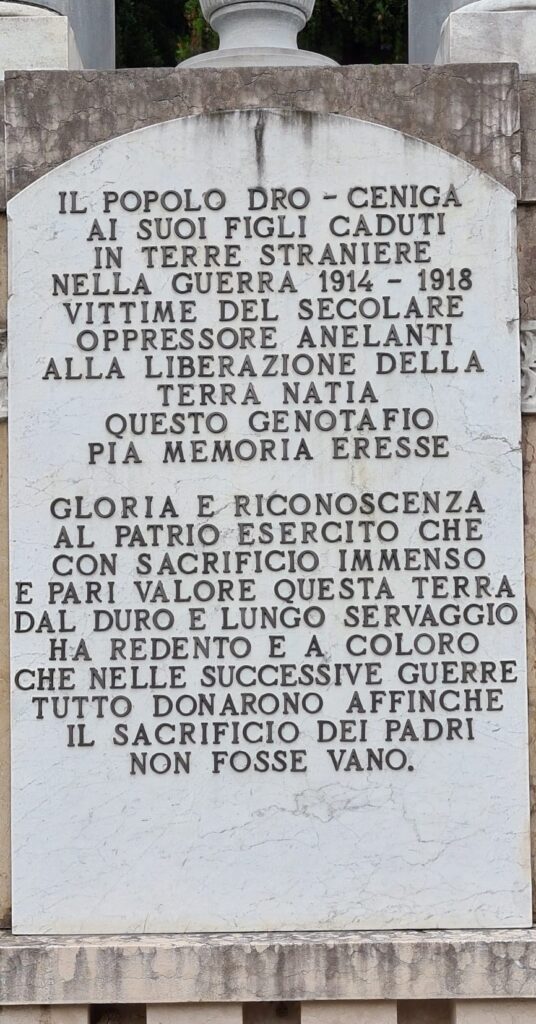 IL POPOLO DRO - CENIGA
AI SUOI FIGLI CADUTI
IN TERRE STRANIERE
NELLA GUERRA 1914 - 1918
VITTIME DEL SECOLARE
OPPRESSORE ANELANTI
ALLA LIBERAZIONE DELLA
TERRA NATIA
QUESTO GENOTAFIO
PIA MEMORIA ERESSE
GLORIA E RICONOSCENZA
AL PATRIO ESERCITO CHE
CON SACRIFICIO IMMENSO
E PARI VALORE QUESTA TERRA
DAL DURO E LUNGO SERVAGGIO
HA REDENTO E A COLORO
CHE NELLE SUCCESSIVE GUERRE
TUTTO DONARONO AFFINCHE
IL SACRIFICIO DEI PADRI
NON FOSSE VANO.